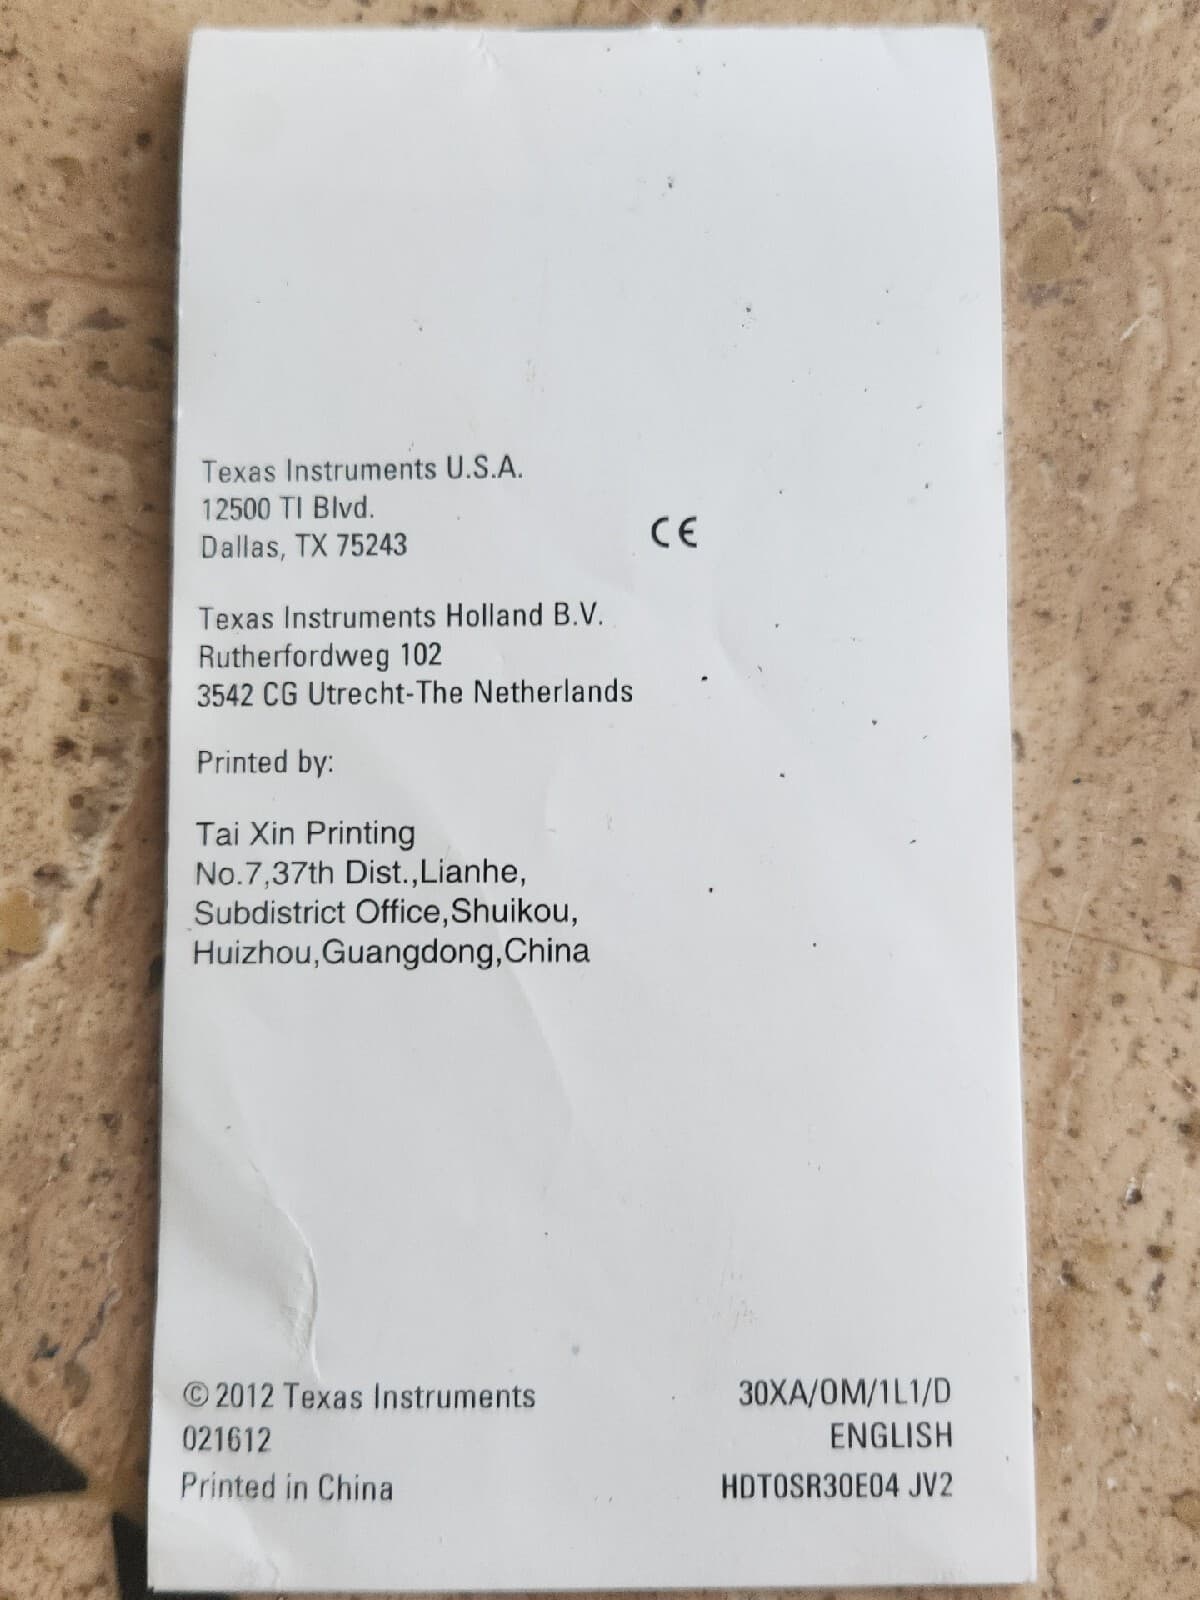 Texas Instruments U.S.A.
12500 TI Blvd.
Dallas, TX 75243
CE
Texas Instruments Holland B.V.
Rutherfordweg 102
3542 CG Utrecht-The Netherlands
Printed by:
Tai Xin Printing
No.7,37th Dist.,Lianhe,
Subdistrict Office,Shuikou,
Huizhou,Guangdong,China
© 2012 Texas Instruments
021612
Printed in China
30XA/OM/1L1/D
ENGLISH
HDT0SR30E04 JV2